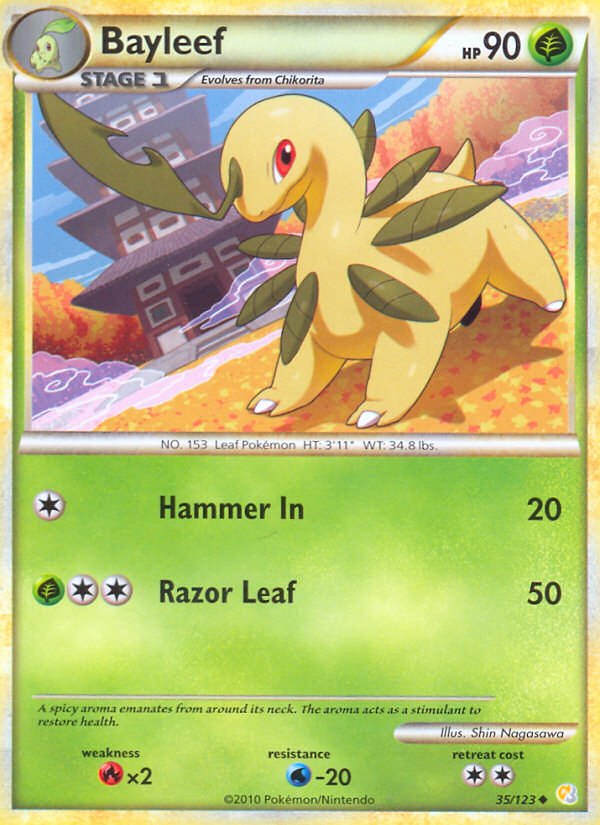 Bayleef
HP 90
STAGE 1 Evolves from Chikorita
NO. 153 Leaf Pokémon HT: 3'11" WT: 34.8 lbs.
Hammer In 20
Razor Leaf 50
A spicy aroma emanates from around its neck. The aroma acts as a stimulant to
restore health.
Illus. Shin Nagasawa
weakness resistance retreat cost
×2 -20
©2010 Pokémon/Nintendo 35/123